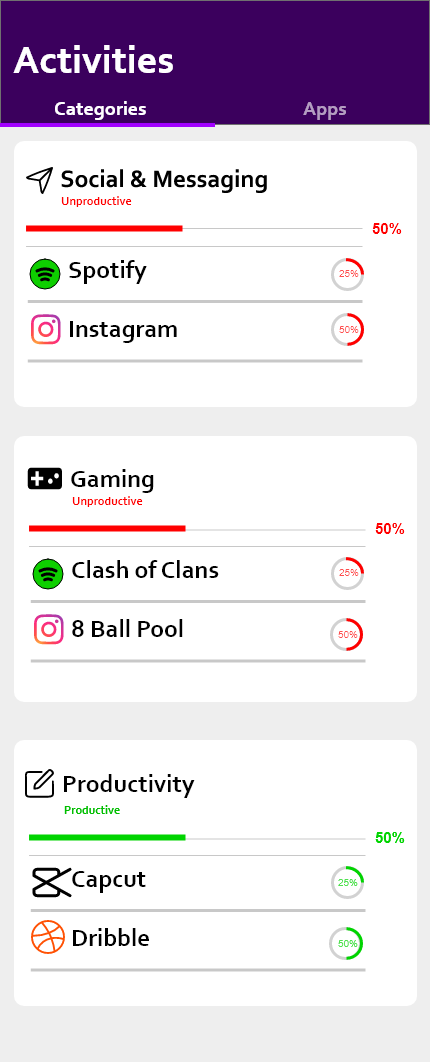 Activities
Categories Apps
Social & Messaging
Unproductive
50%
Spotify 25%
Instagram 50%
Gaming
Unproductive
50%
Clash of Clans 25%
8 Ball Pool 50%
Productivity
Productive
50%
Capcut 25%
Dribble 50%